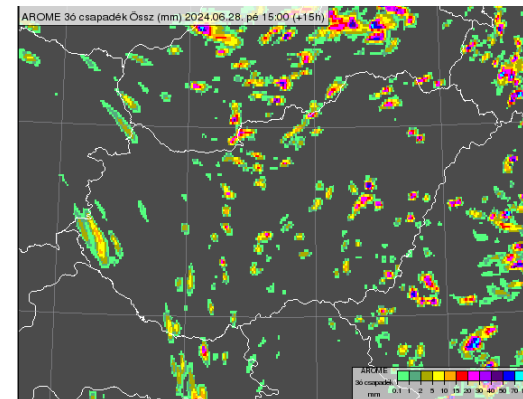 AROME 3ó csapadék Össz (mm) 2024.06.28. pé 15:00 (+15h)
AROME
3ó csapadék
mm
0.1 1 2 5 10 15 20 30 40 50 70